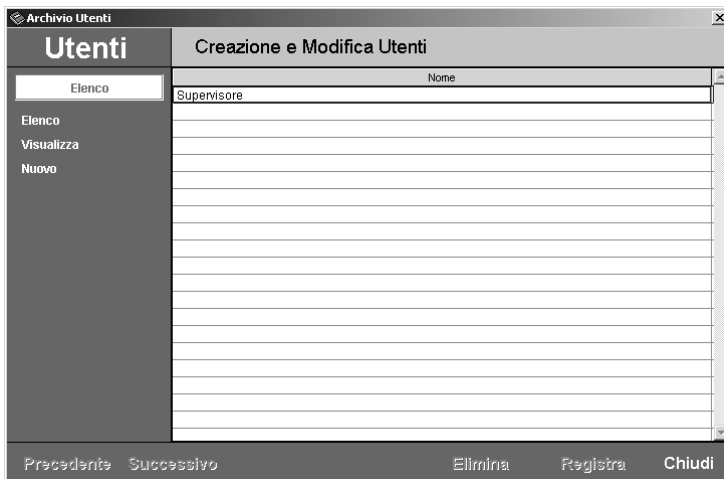 Archivio Utenti
Utenti
Creazione e Modifica Utenti
Elenco
Nome
Supervisore
Elenco
Visualizza
Nuovo
Precedente Successivo Elimina Registra Chiudi